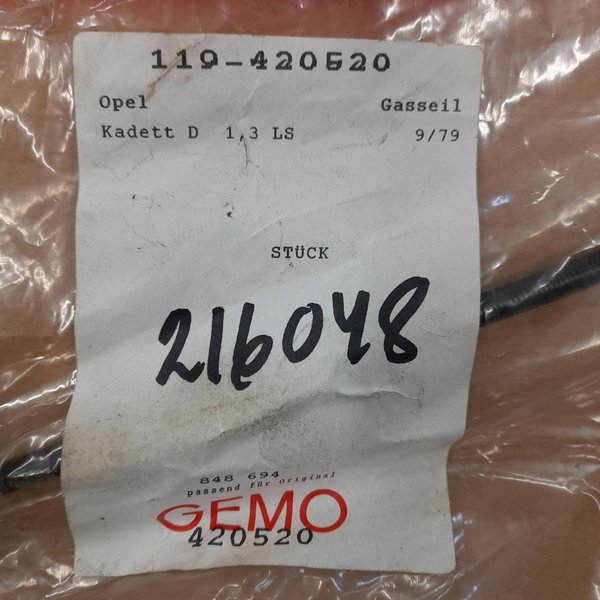 119-420520
Opel Gasseil
Kadett D 1,3 LS 9/79
STÜCK
216048
848 694
passend für original
GEMO
420520